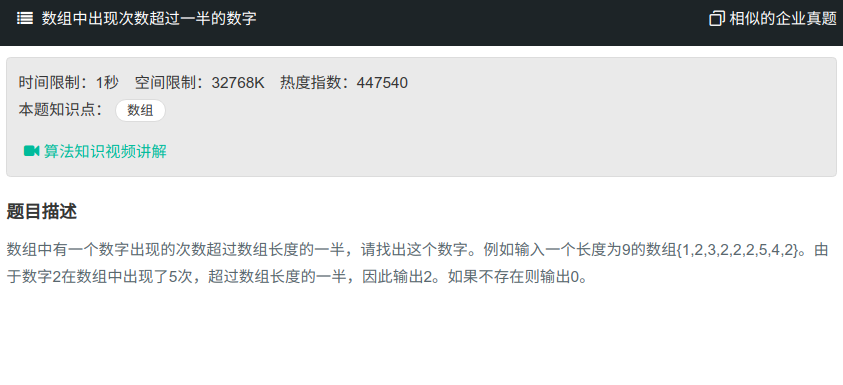 数组中出现次数超过一半的数字 相似的企业真题
时间限制：1秒 空间限制：32768K 热度指数：447540
本题知识点： 数组
算法知识视频讲解
题目描述
数组中有一个数字出现的次数超过数组长度的一半，请找出这个数字。例如输入一个长度为9的数组{1,2,3,2,2,2,5,4,2}。由
于数字2在数组中出现了5次，超过数组长度的一半，因此输出2。如果不存在则输出0。